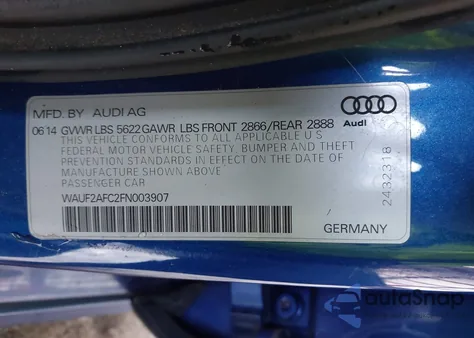 MFD. BY AUDI AG
06 14 GVWR LBS 5622 GAWR LBS FRONT 2866/REAR 2888
Audi
THIS VEHICLE CONFORMS TO ALL APPLICABLE U S
FEDERAL MOTOR VEHICLE SAFETY, BUMPER AND THEFT
PREVENTION STANDARDS IN EFFECT ON THE DATE OF
MANUFACTURE SHOWN ABOVE
PASSENGER CAR
WAUF2AFC2FN003907
GERMANY
2432318
autoSnap